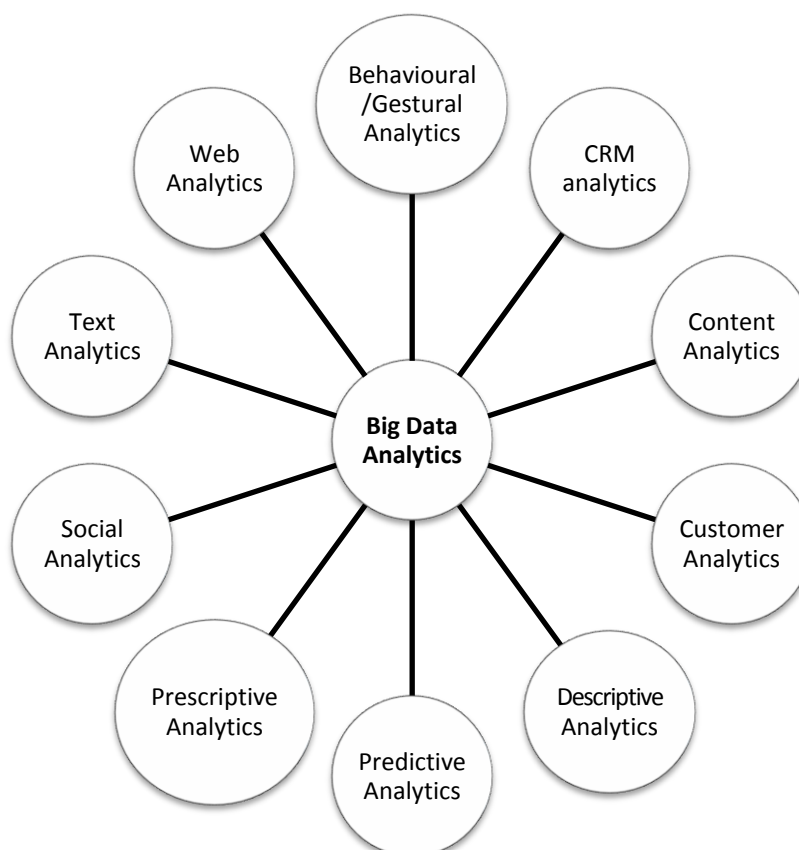 Behavioural
/Gestural
Analytics
CRM
analytics
Content
Analytics
Customer
Analytics
Descriptive
Analytics
Predictive
Analytics
Prescriptive
Analytics
Social
Analytics
Text
Analytics
Web
Analytics
Big Data
Analytics